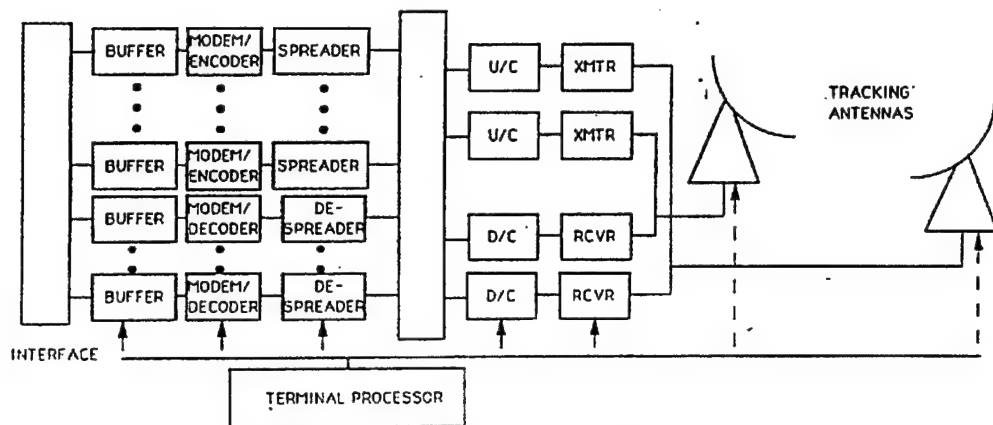 BUFFER MODEM/ENCODER SPREADER U/C XMTR
U/C XMTR
TRACKING
ANTENNAS
BUFFER MODEM/ENCODER SPREADER
BUFFER MODEM/DECODER DE-SPREADER D/C RCVR
BUFFER MODEM/DECODER DE-SPREADER D/C RCVR
INTERFACE
TERMINAL PROCESSOR